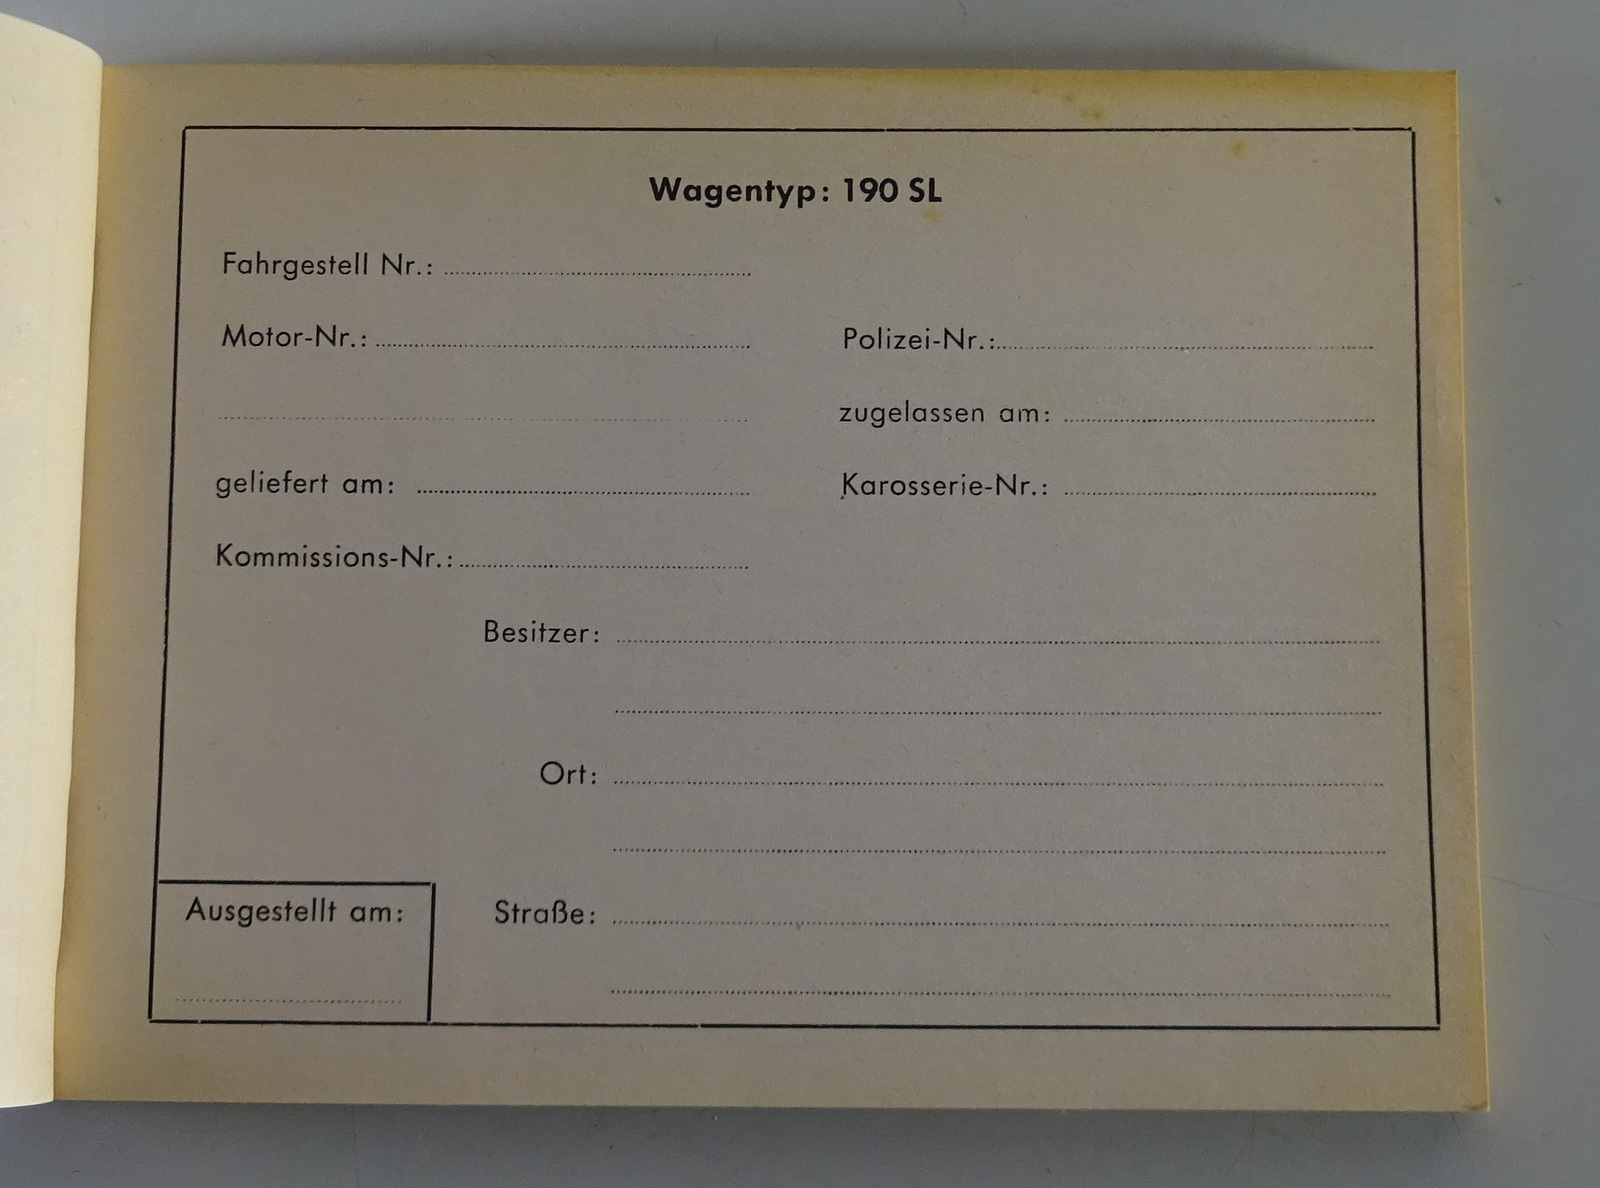 Wagentyp: 190 SL
Fahrgestell Nr.:
Motor-Nr.:
Polizei-Nr.:
zugelassen am:
geliefert am:
Karosserie-Nr.:
Kommissions-Nr.:
Besitzer:
Ort:
Ausgestellt am:
Straße: